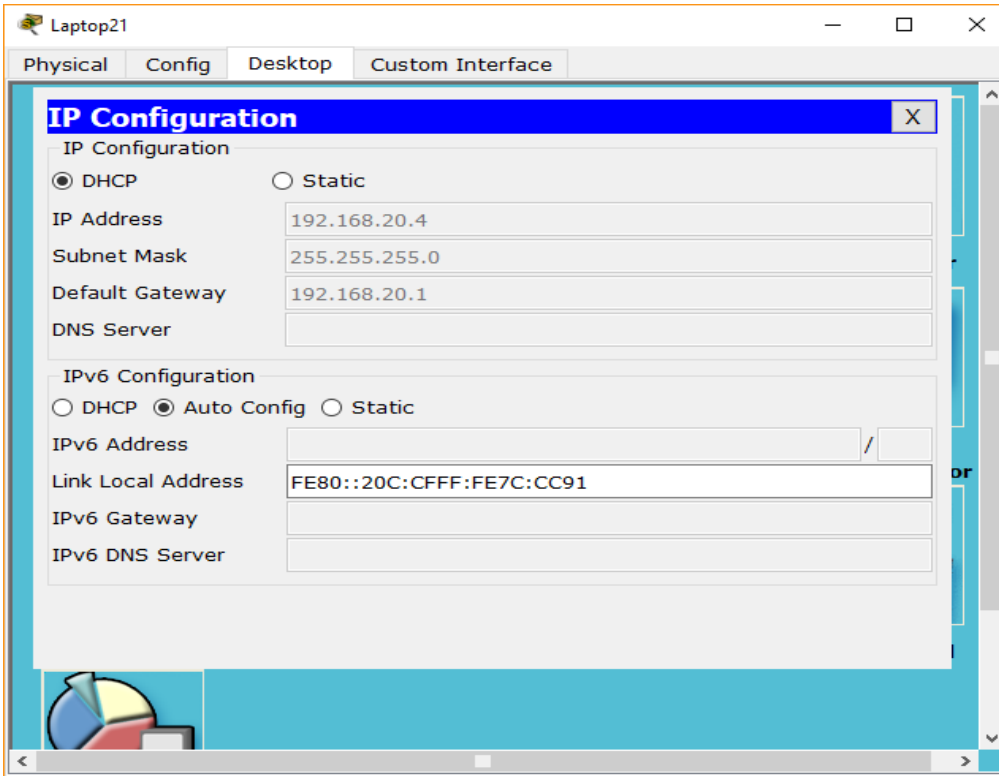 Laptop21
Physical Config Desktop Custom Interface
IP Configuration X
IP Configuration
DHCP Static
IP Address 192.168.20.4
Subnet Mask 255.255.255.0
Default Gateway 192.168.20.1
DNS Server
IPv6 Configuration
DHCP Auto Config Static
IPv6 Address /
Link Local Address FE80::20C:CFFF:FE7C:CC91
IPv6 Gateway
IPv6 DNS Server